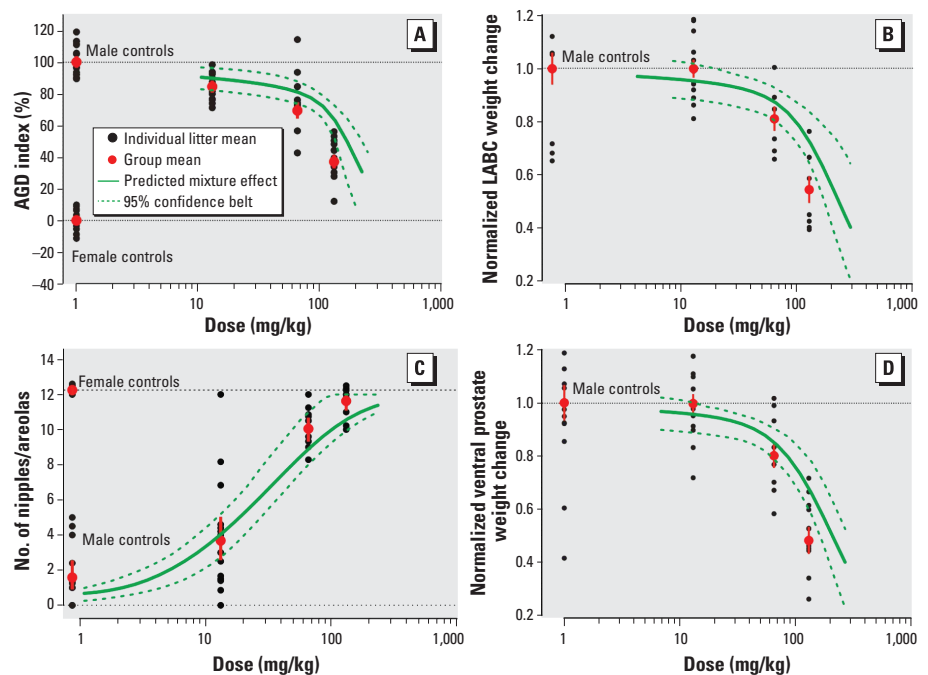 A
AGD index (%)
120
100
80
60
40
20
0
–20
–40
Male controls
Individual litter mean
Group mean
Predicted mixture effect
95% confidence belt
Female controls
1
10
100
1,000
Dose (mg/kg)
B
Normalized LABC weight change
1.2
1.0
0.8
0.6
0.4
0.2
Male controls
1
10
100
1,000
Dose (mg/kg)
C
No. of nipples/areolas
14
12
10
8
6
4
2
0
Female controls
Male controls
1
10
100
1,000
Dose (mg/kg)
D
Normalized ventral prostate
weight change
1.2
1.0
0.8
0.6
0.4
0.2
Male controls
1
10
100
1,000
Dose (mg/kg)